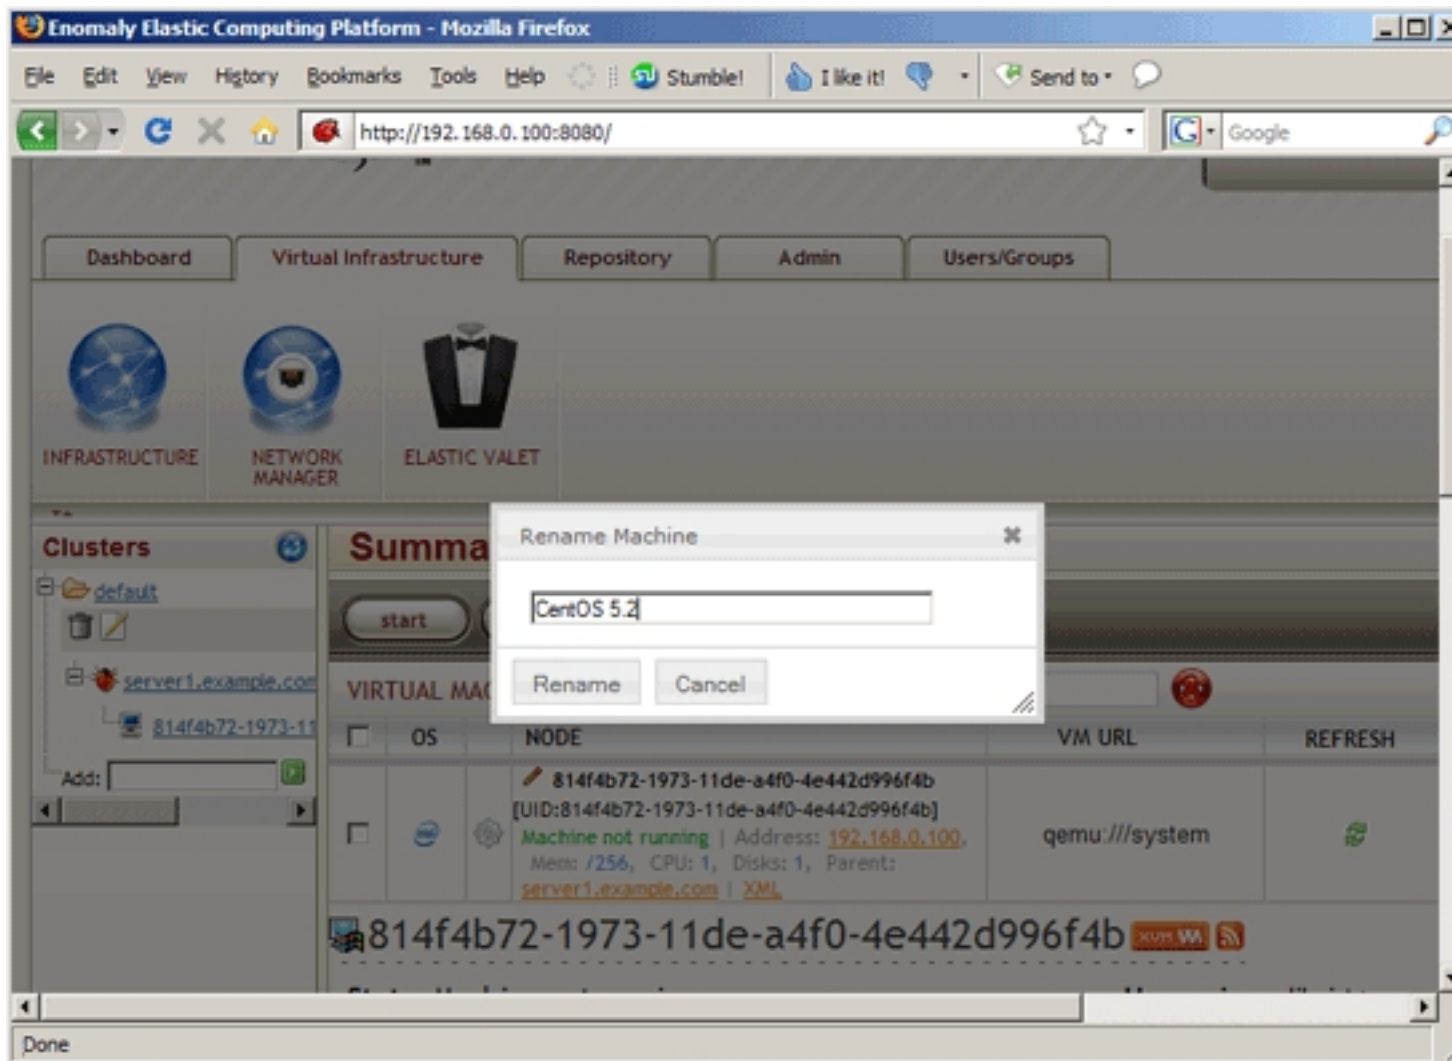 Enomaly Elastic Computing Platform - Mozilla Firefox
File Edit View History Bookmarks Tools Help Stumble! I like it! Send to
http://192.168.0.100:8080/ Google
Dashboard Virtual Infrastructure Repository Admin Users/Groups
INFRASTRUCTURE NETWORK MANAGER ELASTIC VALET
Clusters
default
server1.example.com
814f4b72-1973-11
Add:
Summa
start
Rename Machine
CentOS 5.2
Rename Cancel
VIRTUAL MAC
OS NODE VM URL REFRESH
814f4b72-1973-11de-a4f0-4e442d996f4b
[UID:814f4b72-1973-11de-a4f0-4e442d996f4b]
Machine not running | Address: 192.168.0.100,
Mem: /256, CPU: 1, Disks: 1, Parent:
server1.example.com | XML
qemu:///system
814f4b72-1973-11de-a4f0-4e442d996f4b
Done